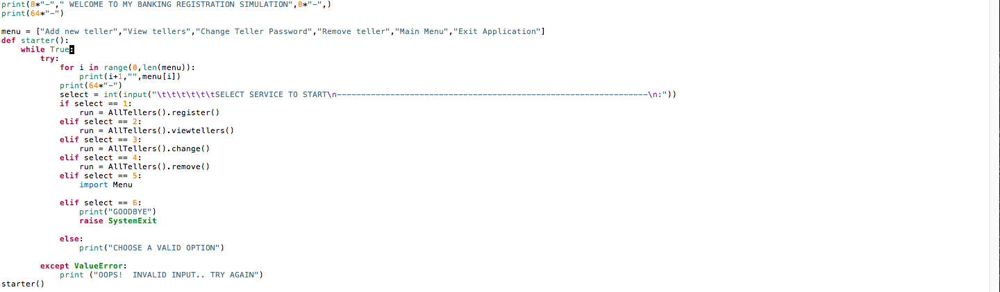 print(8*"-"," WELCOME TO MY BANKING REGISTRATION SIMULATION",8*"-",)
print(64*"-")
menu = ["Add new teller","View tellers","Change Teller Password","Remove teller","Main Menu","Exit Application"]
def starter():
    while True:
        try:
            for i in range(0,len(menu)):
                print(i+1,"",menu[i])
            print(64*"-")
            select = int(input("\t\t\t\t\t\tSELECT SERVICE TO START\n----------------------------------------------------------------\n:"))
            if select == 1:
                run = AllTellers().register()
            elif select == 2:
                run = AllTellers().viewtellers()
            elif select == 3:
                run = AllTellers().change()
            elif select == 4:
                run = AllTellers().remove()
            elif select == 5:
                import Menu
            elif select == 6:
                print("GOODBYE")
                raise SystemExit
            else:
                print("CHOOSE A VALID OPTION")
        except ValueError:
            print ("OOPS!  INVALID INPUT.. TRY AGAIN")
starter()